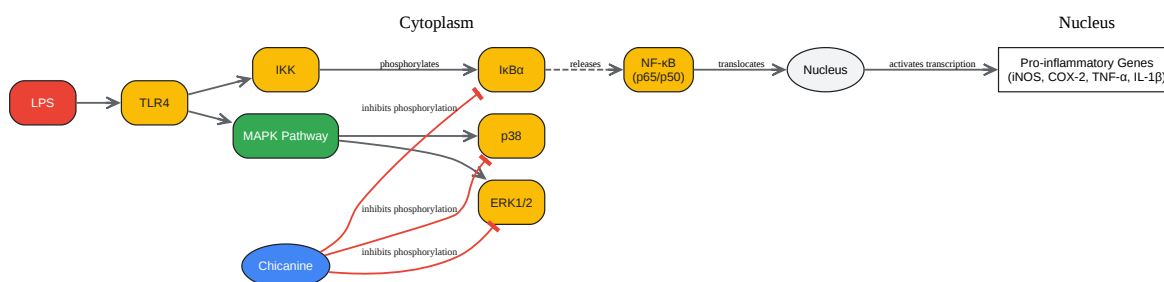 Cytoplasm
Nucleus
IKK
phosphorylates
IκBα
releases
NF-κB
(p65/p50)
translocates
Nucleus
activates transcription
Pro-inflammatory Genes
(iNOS, COX-2, TNF-α, IL-1β)
LPS
TLR4
inhibits phosphorylation
MAPK Pathway
p38
inhibits phosphorylation
ERK1/2
inhibits phosphorylation
Chicanine